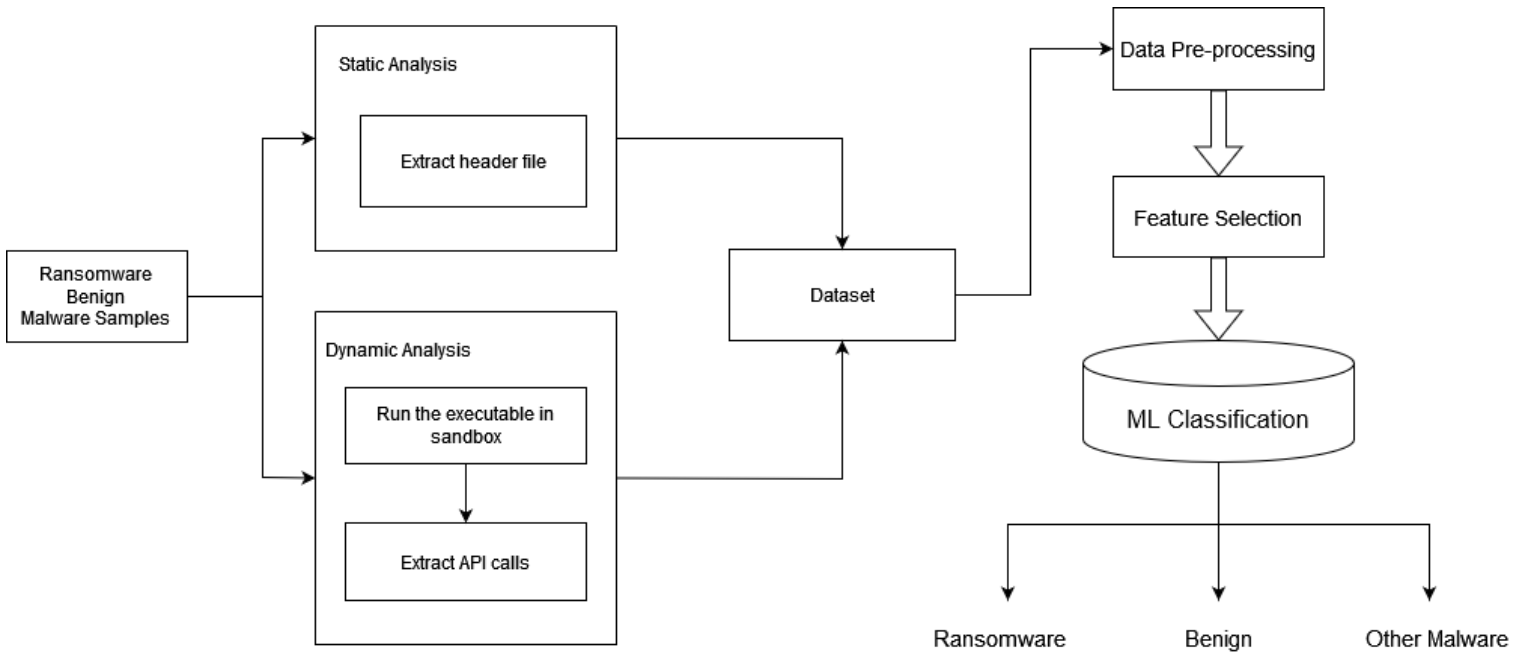 Ransomware
Benign
Malware Samples
Static Analysis
Extract header file
Dynamic Analysis
Run the executable in
sandbox
Extract API calls
Dataset
Data Pre-processing
Feature Selection
ML Classification
Ransomware
Benign
Other Malware